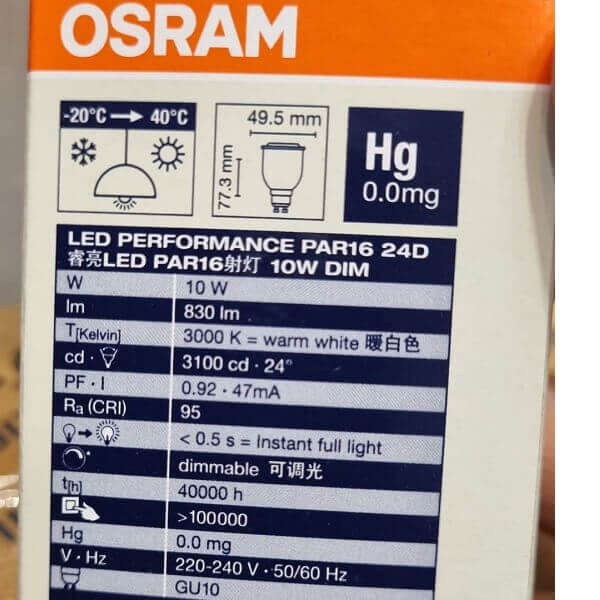 OSRAM
-20°C → 40°C
49.5 mm
77.3 mm
Hg
0.0mg
LED PERFORMANCE PAR16 24D
睿亮LED PAR16射灯 10W DIM
W 10 W
lm 830 lm
T[Kelvin] 3000 K = warm white 暖白色
cd · 3100 cd · 24°
PF · I 0.92 · 47mA
Ra (CRI) 95
< 0.5 s = Instant full light
* dimmable 可调光
t[h] 40000 h
>100000
Hg 0.0 mg
V · Hz 220-240 V · 50/60 Hz
GU10